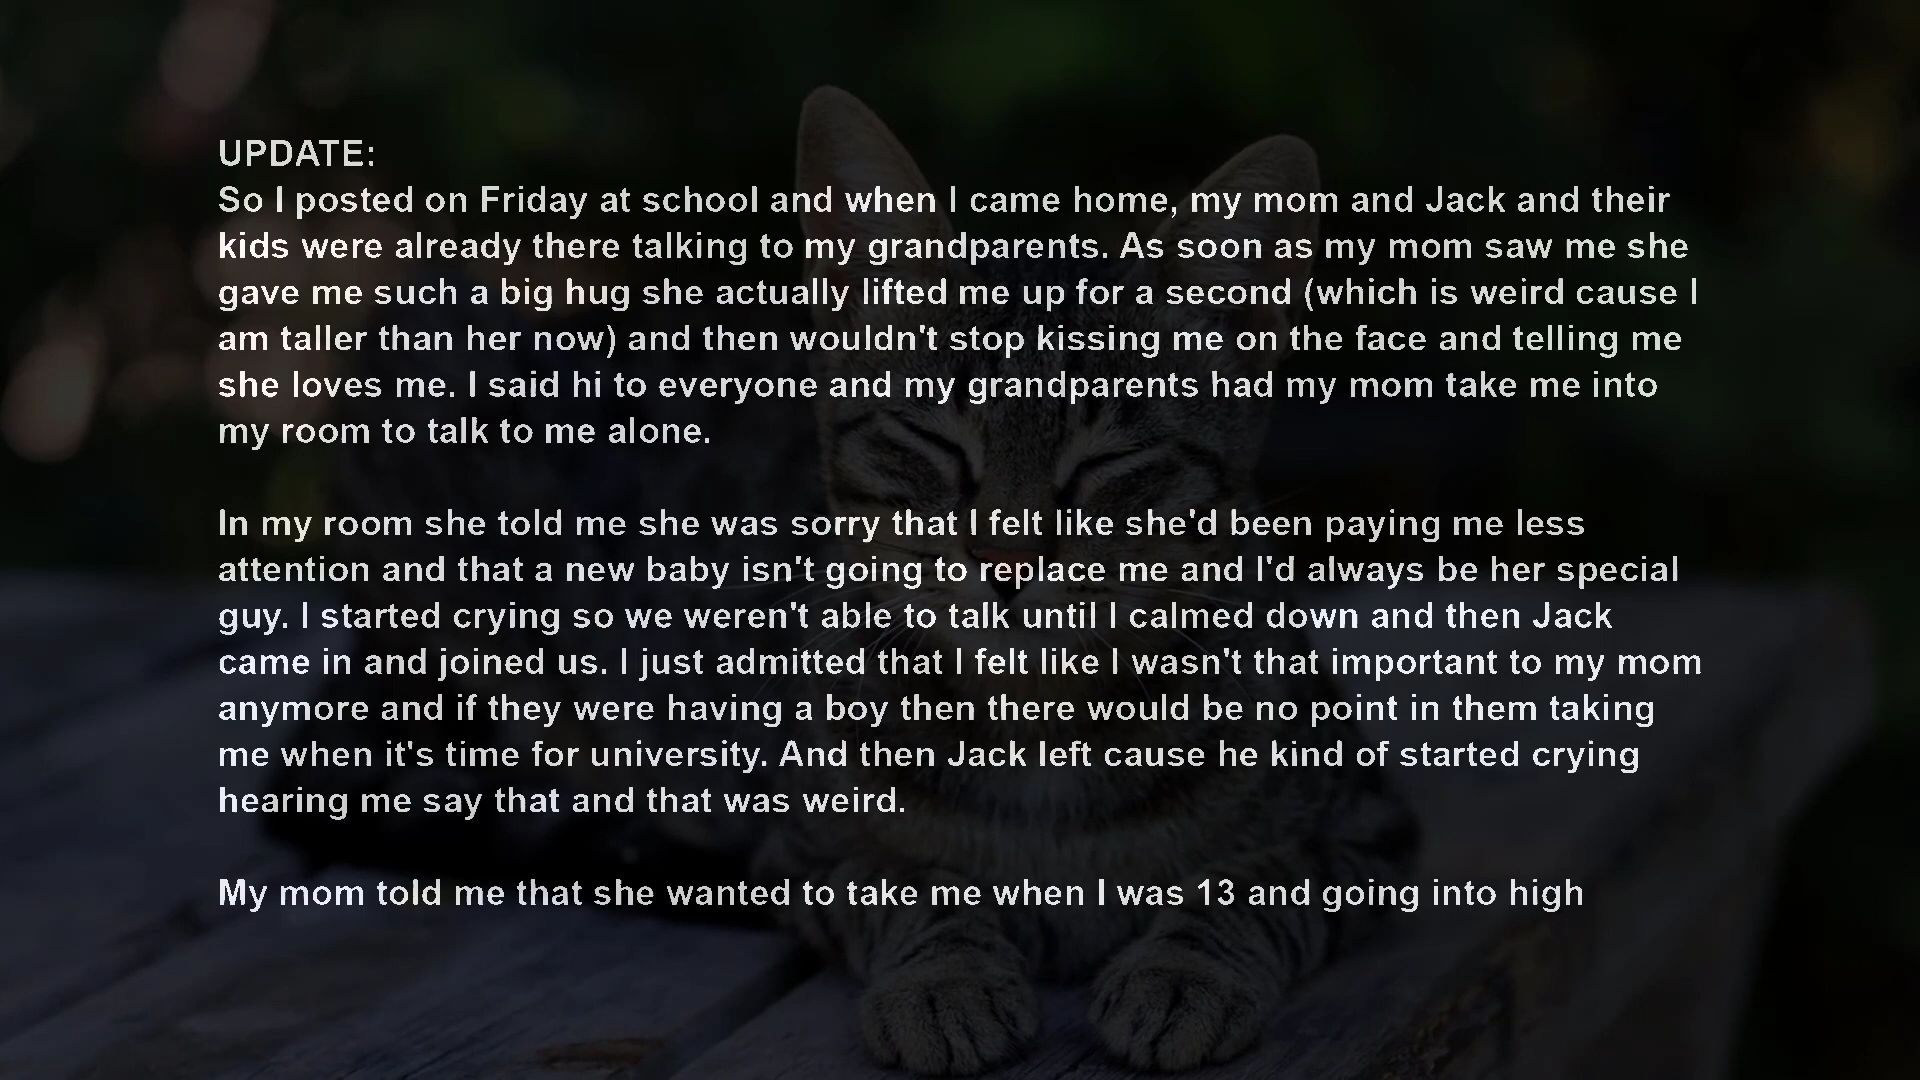 UPDATE:
So I posted on Friday at school and when I came home, my mom and Jack and their
kids were already there talking to my grandparents. As soon as my mom saw me she
gave me such a big hug she actually lifted me up for a second (which is weird cause I
am taller than her now) and then wouldn't stop kissing me on the face and telling me
she loves me. I said hi to everyone and my grandparents had my mom take me into
my room to talk to me alone.
In my room she told me she was sorry that I felt like she'd been paying me less
attention and that a new baby isn't going to replace me and I'd always be her special
guy. I started crying so we weren't able to talk until I calmed down and then Jack
came in and joined us. I just admitted that I felt like I wasn't that important to my mom
anymore and if they were having a boy then there would be no point in them taking
me when it's time for university. And then Jack left cause he kind of started crying
hearing me say that and that was weird.
My mom told me that she wanted to take me when I was 13 and going into high